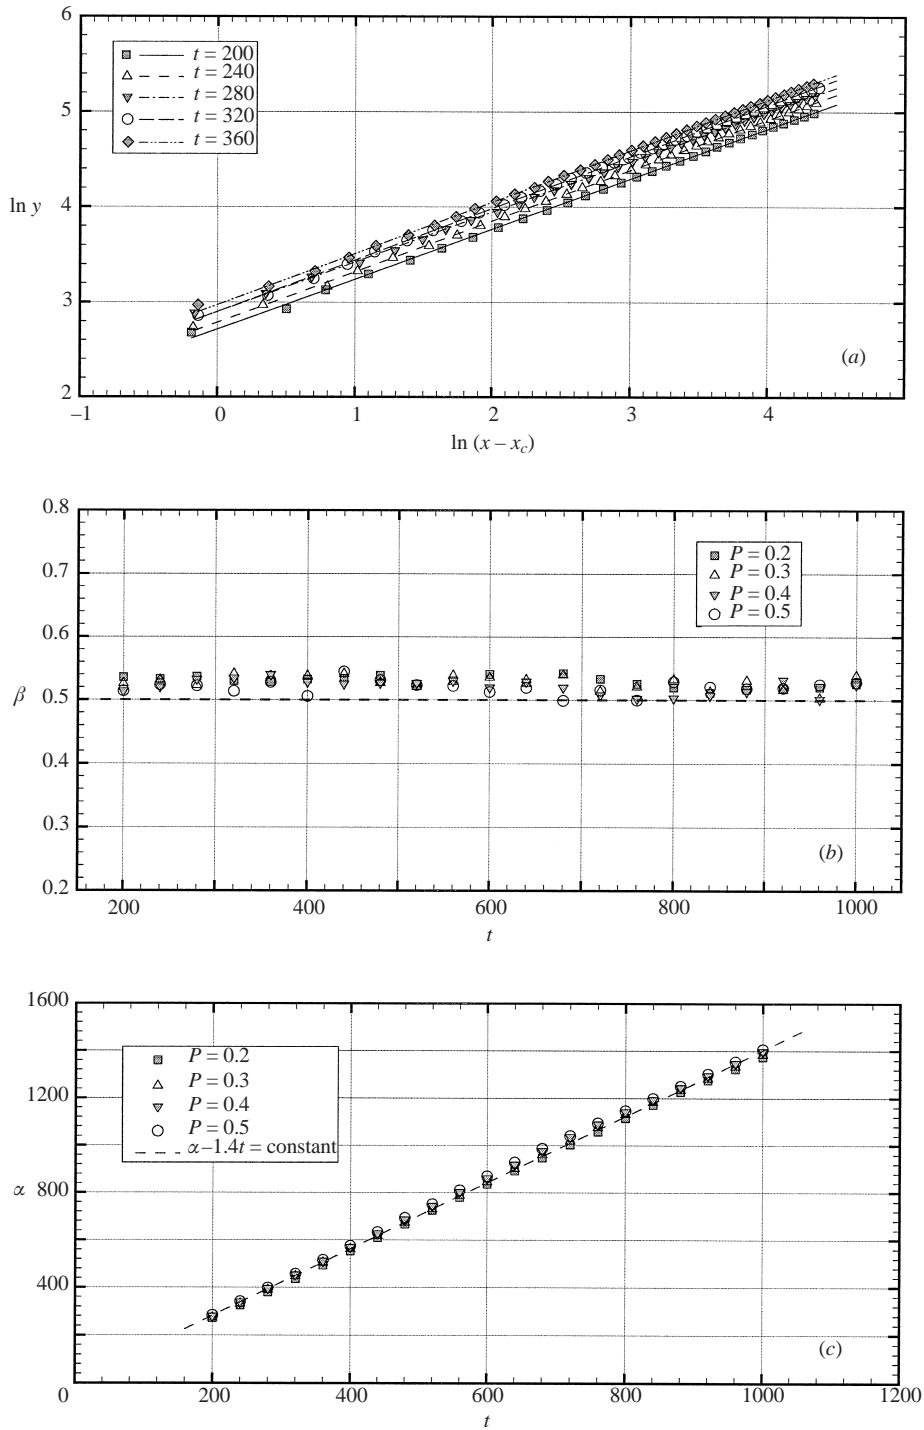 6
t = 200
t = 240
5
t = 280
t = 320
t = 360
ln y
4
3
(a)
2
–1
0
1
2
3
4
ln (x – x_c)
0.8
P = 0.2
0.7
P = 0.3
P = 0.4
P = 0.5
0.6
β
0.5
0.4
0.3
(b)
0.2
200
400
600
800
1000
t
1600
P = 0.2
P = 0.3
1200
P = 0.4
P = 0.5
α–1.4t = constant
α
800
400
(c)
0
200
400
600
800
1000
1200
t